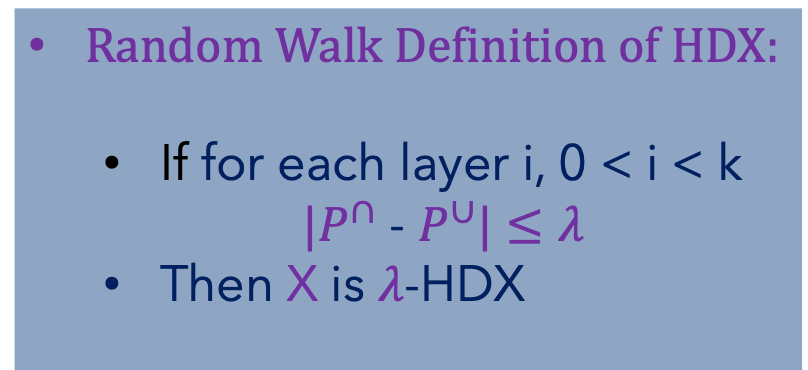 • Random Walk Definition of HDX:
• If for each layer i, 0 < i < k
|P^∩ - P^∪| ≤ λ
• Then X is λ-HDX